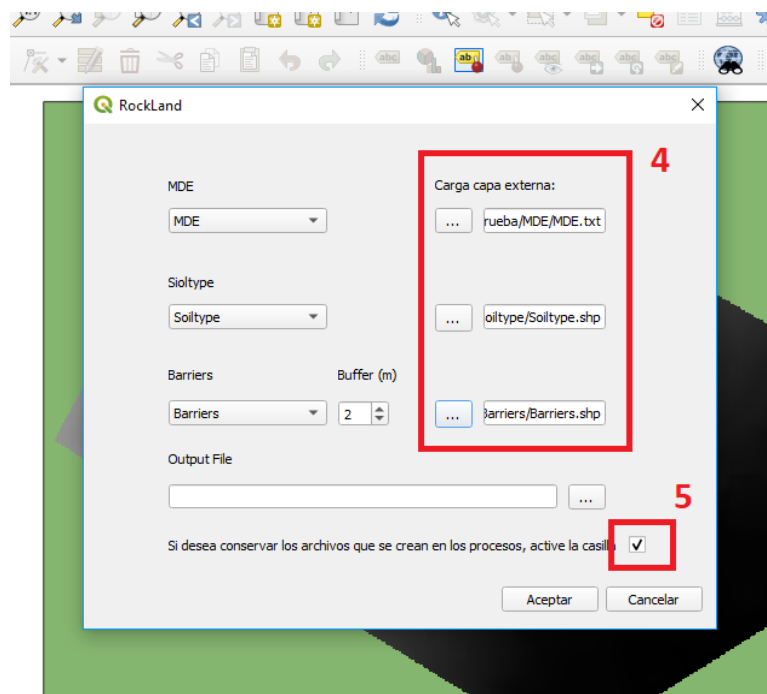 RockLand
4
MDE
Carga capa externa:
MDE
...
rueba/MDE/MDE.txt
Sioltype
Soiltype
...
oiltype/Soiltype.shp
Barriers
Buffer (m)
Barriers
2
...
Barriers/Barriers.shp
Output File
...
5
Si desea conservar los archivos que se crean en los procesos, active la casilla
Aceptar
Cancelar